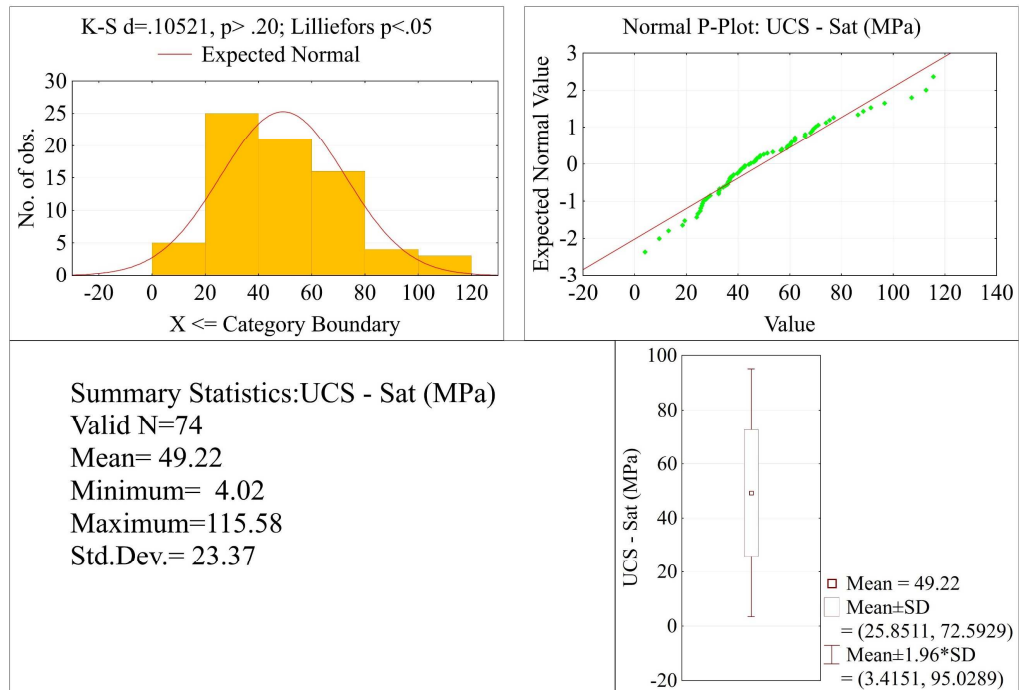 K-S d=.10521, p> .20; Lilliefors p<.05
Expected Normal
No. of obs.
30
25
20
15
10
5
0
-20 0 20 40 60 80 100 120
X <= Category Boundary
Normal P-Plot: UCS - Sat (MPa)
Expected Normal Value
3
2
1
0
-1
-2
-3
-20 0 20 40 60 80 100 120 140
Value
Summary Statistics:UCS - Sat (MPa)
Valid N=74
Mean= 49.22
Minimum= 4.02
Maximum=115.58
Std.Dev.= 23.37
UCS - Sat (MPa)
100
80
60
40
20
0
-20
Mean = 49.22
Mean±SD
= (25.8511, 72.5929)
Mean±1.96*SD
= (3.4151, 95.0289)